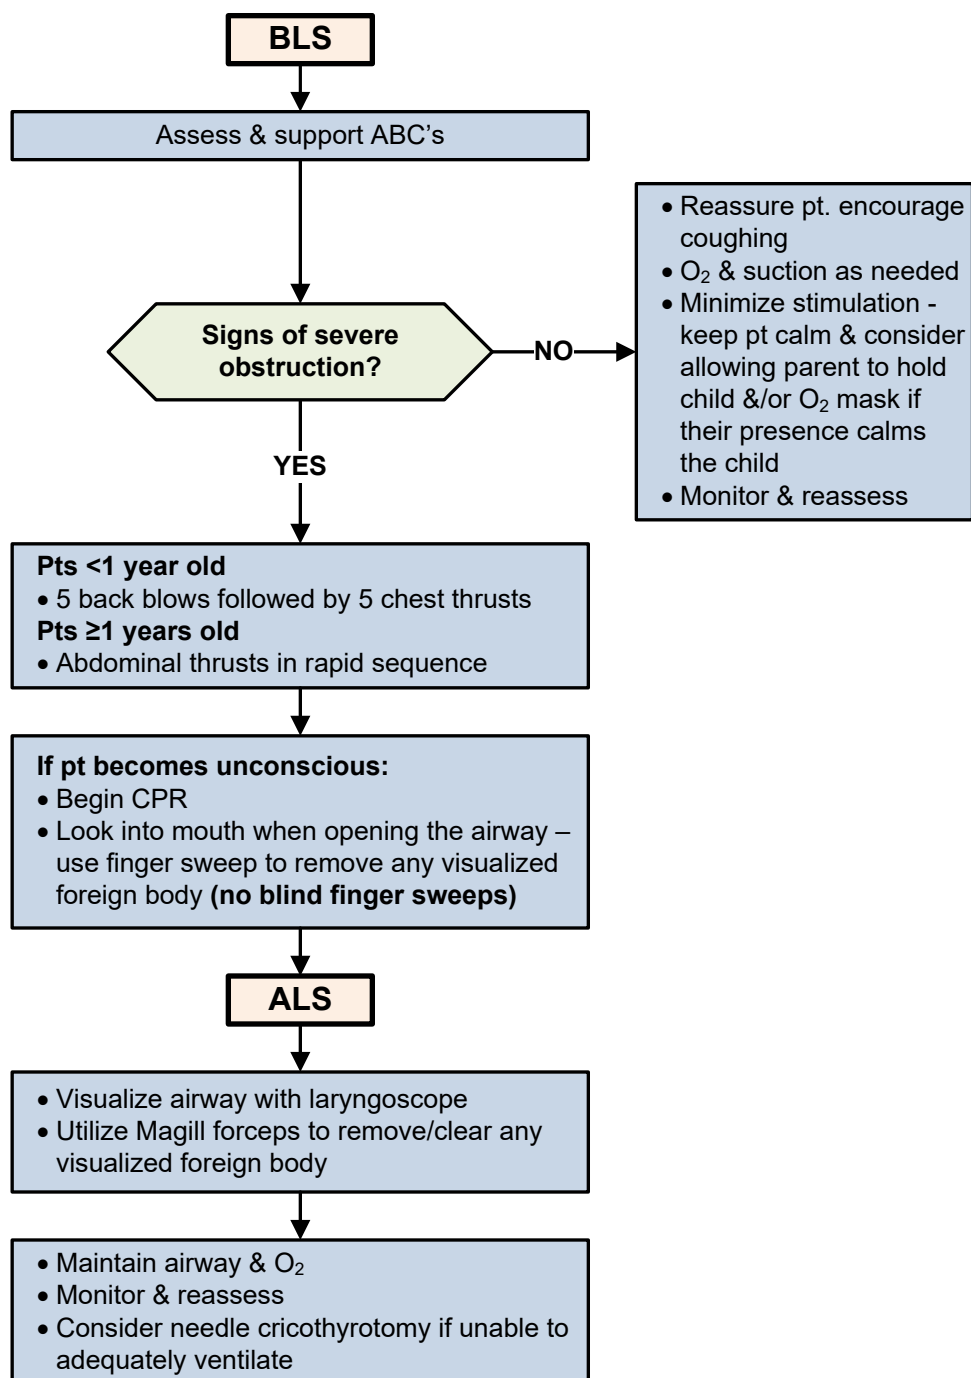 BLS
Assess & support ABC's
Signs of severe
obstruction?
NO
• Reassure pt. encourage
coughing
• O₂ & suction as needed
• Minimize stimulation -
keep pt calm & consider
allowing parent to hold
child &/or O₂ mask if
their presence calms
the child
• Monitor & reassess
YES
Pts <1 year old
• 5 back blows followed by 5 chest thrusts
Pts ≥1 years old
• Abdominal thrusts in rapid sequence
If pt becomes unconscious:
• Begin CPR
• Look into mouth when opening the airway –
use finger sweep to remove any visualized
foreign body (no blind finger sweeps)
ALS
• Visualize airway with laryngoscope
• Utilize Magill forceps to remove/clear any
visualized foreign body
• Maintain airway & O₂
• Monitor & reassess
• Consider needle cricothyrotomy if unable to
adequately ventilate